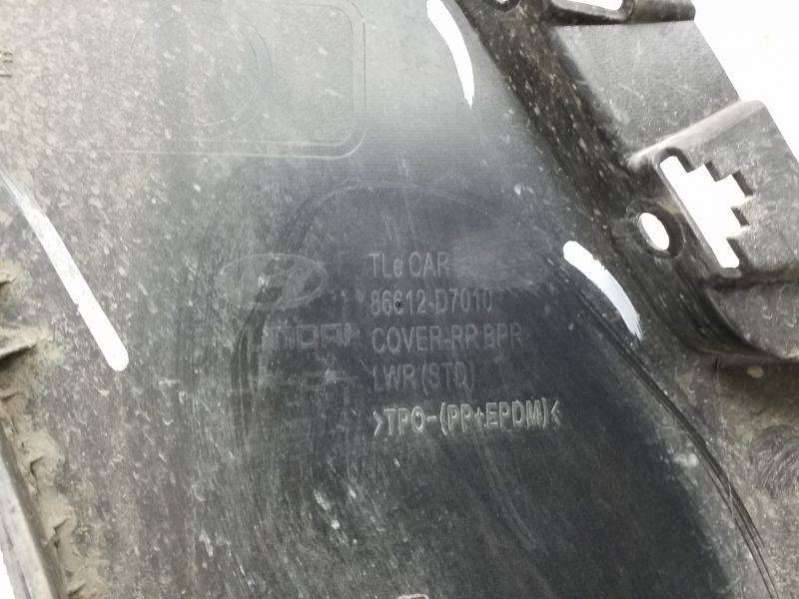 TLe CAR
86612-D7010
COVER-RR BPR
LWR(STD)
>TPO-(PP+EPDM)<